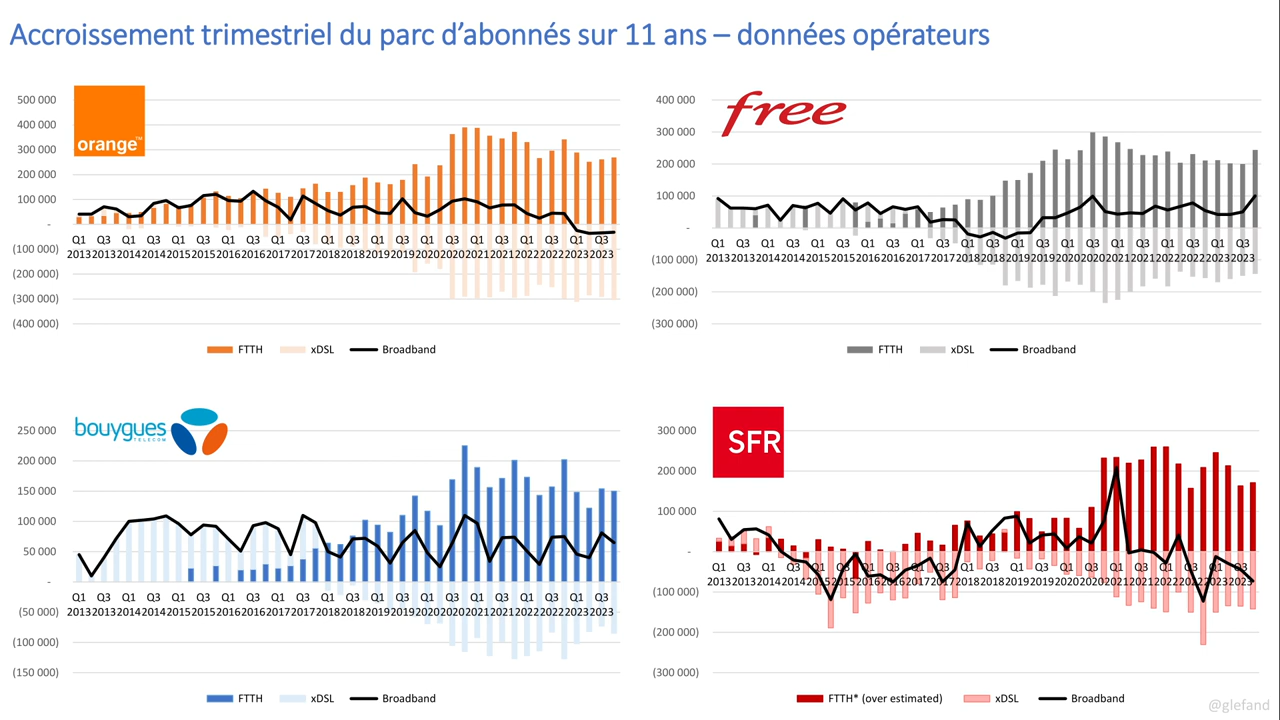 Accroissement trimestriel du parc d'abonnés sur 11 ans – données opérateurs
500 000
400 000
300 000
200 000
100 000
-
(100 000)
(200 000)
(300 000)
(400 000)
orange™
Q1 Q3 Q1 Q3 Q1 Q3 Q1 Q3 Q1 Q3 Q1 Q3 Q1 Q3 Q1 Q3 Q1 Q3 Q1 Q3 Q1 Q3
2013 2013 2014 2014 2015 2015 2016 2016 2017 2017 2018 2018 2019 2019 2020 2020 2021 2021 2022 2022 2023 2023
FTTH xDSL Broadband
400 000
300 000
200 000
100 000
-
(100 000)
(200 000)
(300 000)
free
Q1 Q3 Q1 Q3 Q1 Q3 Q1 Q3 Q1 Q3 Q1 Q3 Q1 Q3 Q1 Q3 Q1 Q3 Q1 Q3 Q1 Q3
2013 2013 2014 2014 2015 2015 2016 2016 2017 2017 2018 2018 2019 2019 2020 2020 2021 2021 2022 2022 2023 2023
FTTH xDSL Broadband
bouygues
TELECOM
250 000
200 000
150 000
100 000
50 000
-
(50 000)
(100 000)
(150 000)
Q1 Q3 Q1 Q3 Q1 Q3 Q1 Q3 Q1 Q3 Q1 Q3 Q1 Q3 Q1 Q3 Q1 Q3 Q1 Q3 Q1 Q3
2013 2013 2014 2014 2015 2015 2016 2016 2017 2017 2018 2018 2019 2019 2020 2020 2021 2021 2022 2022 2023 2023
FTTH xDSL Broadband
SFR
300 000
200 000
100 000
-
(100 000)
(200 000)
(300 000)
Q1 Q3 Q1 Q3 Q1 Q3 Q1 Q3 Q1 Q3 Q1 Q3 Q1 Q3 Q1 Q3 Q1 Q3 Q1 Q3 Q1 Q3
2013 2013 2014 2014 2015 2015 2016 2016 2017 2017 2018 2018 2019 2019 2020 2020 2021 2021 2022 2022 2023 2023
FTTH* (over estimated) xDSL Broadband
@glefand